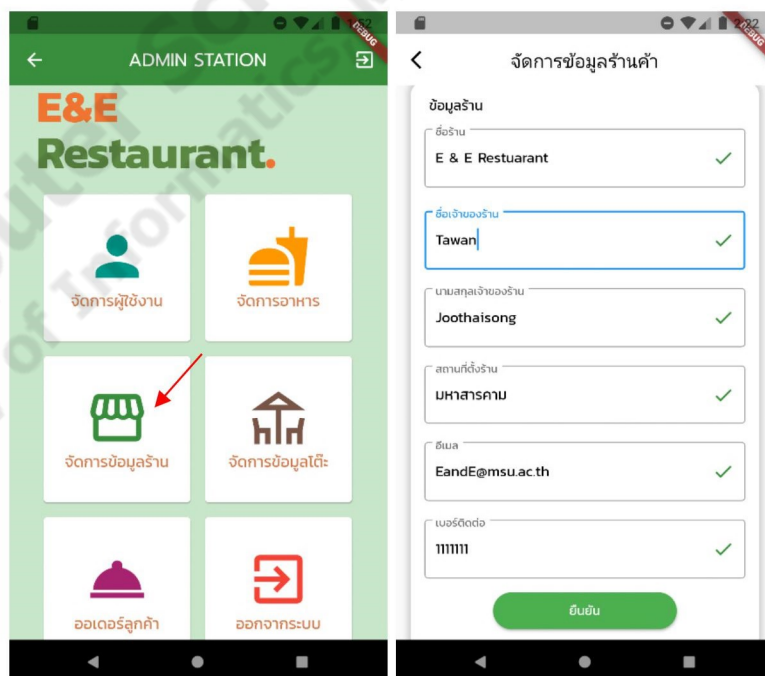 ADMIN STATION
E&E
Restaurant.
จัดการผู้ใช้งาน
จัดการอาหาร
จัดการข้อมูลร้าน
จัดการข้อมูลโต๊ะ
ออเดอร์ลูกค้า
ออกจากระบบ
DEBUG
2:22
จัดการข้อมูลร้านค้า
ข้อมูลร้าน
ชื่อร้าน
E & E Restuarant
ชื่อเจ้าของร้าน
Tawan
นามสกุลเจ้าของร้าน
Joothaisong
สถานที่ตั้งร้าน
มหาสารคาม
อีเมล
EandE@msu.ac.th
เบอร์ติดต่อ
1111111
ยืนยัน
DEBUG